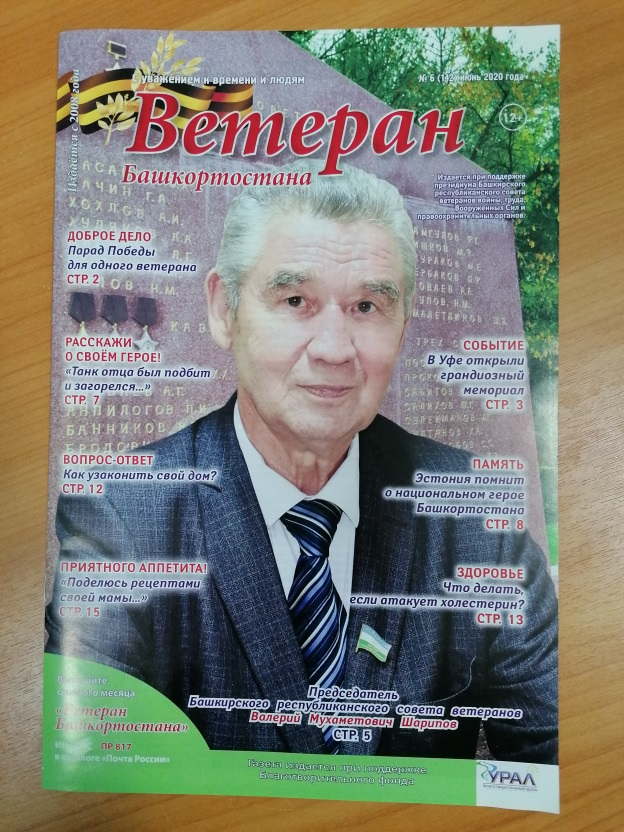 С уважением к времени и людям
№ 6 (142) июнь 2020 года
Издаётся с 2008 года
12+
Ветеран
Башкортостана
Издается при поддержке
президиума Башкирского
республиканского совета
ветеранов войны, труда,
Вооруженных Сил и
правоохранительных органов.
ХОХЛОВ А.И.
ДОБРОЕ ДЕЛО
Парад Победы
для одного ветерана
СТР. 2
РАССКАЖИ
О СВОЁМ ГЕРОЕ!
«Танк отца был подбит
и загорелся...»
СТР. 7
АНПИЛОГОВ П.И.
БАННИКОВ
СОБЫТИЕ
В Уфе открыли
грандиозный
мемориал
СТР. 3
ВОПРОС-ОТВЕТ
Как узаконить свой дом?
СТР. 12
ПАМЯТЬ
Эстония помнит
о национальном герое
Башкортостана
СТР. 8
ПРИЯТНОГО АППЕТИТА!
«Поделюсь рецептами
своей мамы...»
СТР. 15
ЗДОРОВЬЕ
Что делать,
если атакует холестерин?
СТР. 13
месяца
«Ветеран
Башкортостана»
ПР 817
в каталоге «Почта России»
Председатель
Башкирского республиканского совета ветеранов
Валерий Мухаметович Шарипов
СТР. 5
Газета издается при поддержке
Благотворительного фонда
УРАЛ